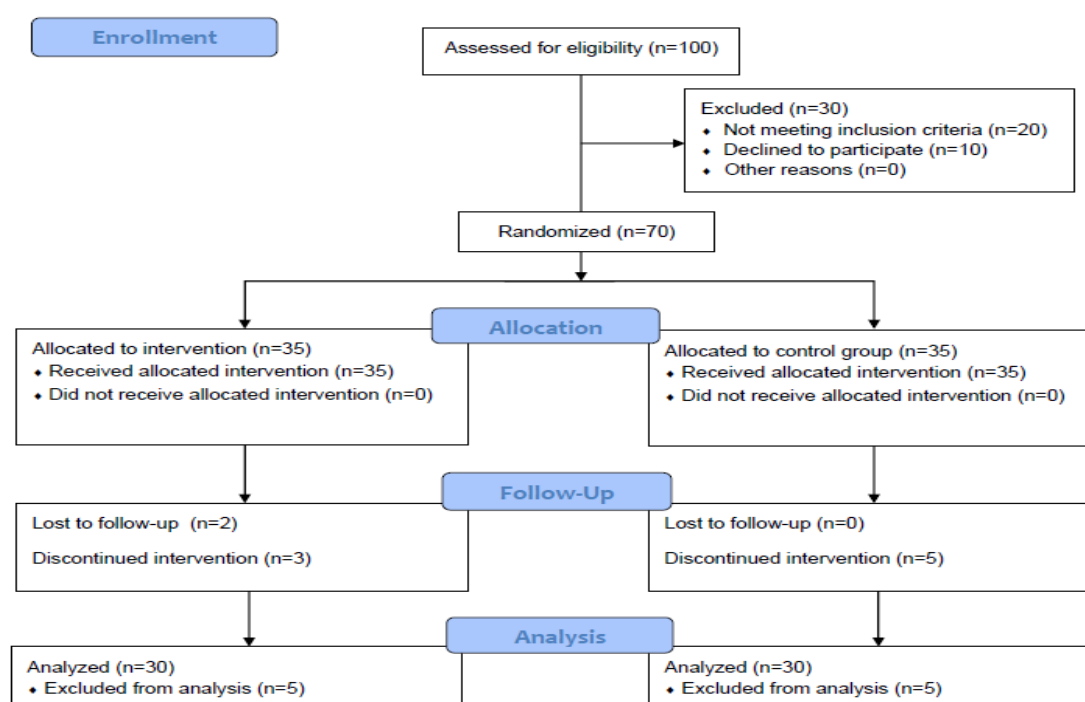 Enrollment
Assessed for eligibility (n=100)
Excluded (n=30)
⬥ Not meeting inclusion criteria (n=20)
⬥ Declined to participate (n=10)
⬥ Other reasons (n=0)
Randomized (n=70)
Allocation
Allocated to intervention (n=35)
⬥ Received allocated intervention (n=35)
⬥ Did not receive allocated intervention (n=0)
Allocated to control group (n=35)
⬥ Received allocated intervention (n=35)
⬥ Did not receive allocated intervention (n=0)
Follow-Up
Lost to follow-up (n=2)
Discontinued intervention (n=3)
Lost to follow-up (n=0)
Discontinued intervention (n=5)
Analysis
Analyzed (n=30)
⬥ Excluded from analysis (n=5)
Analyzed (n=30)
⬥ Excluded from analysis (n=5)